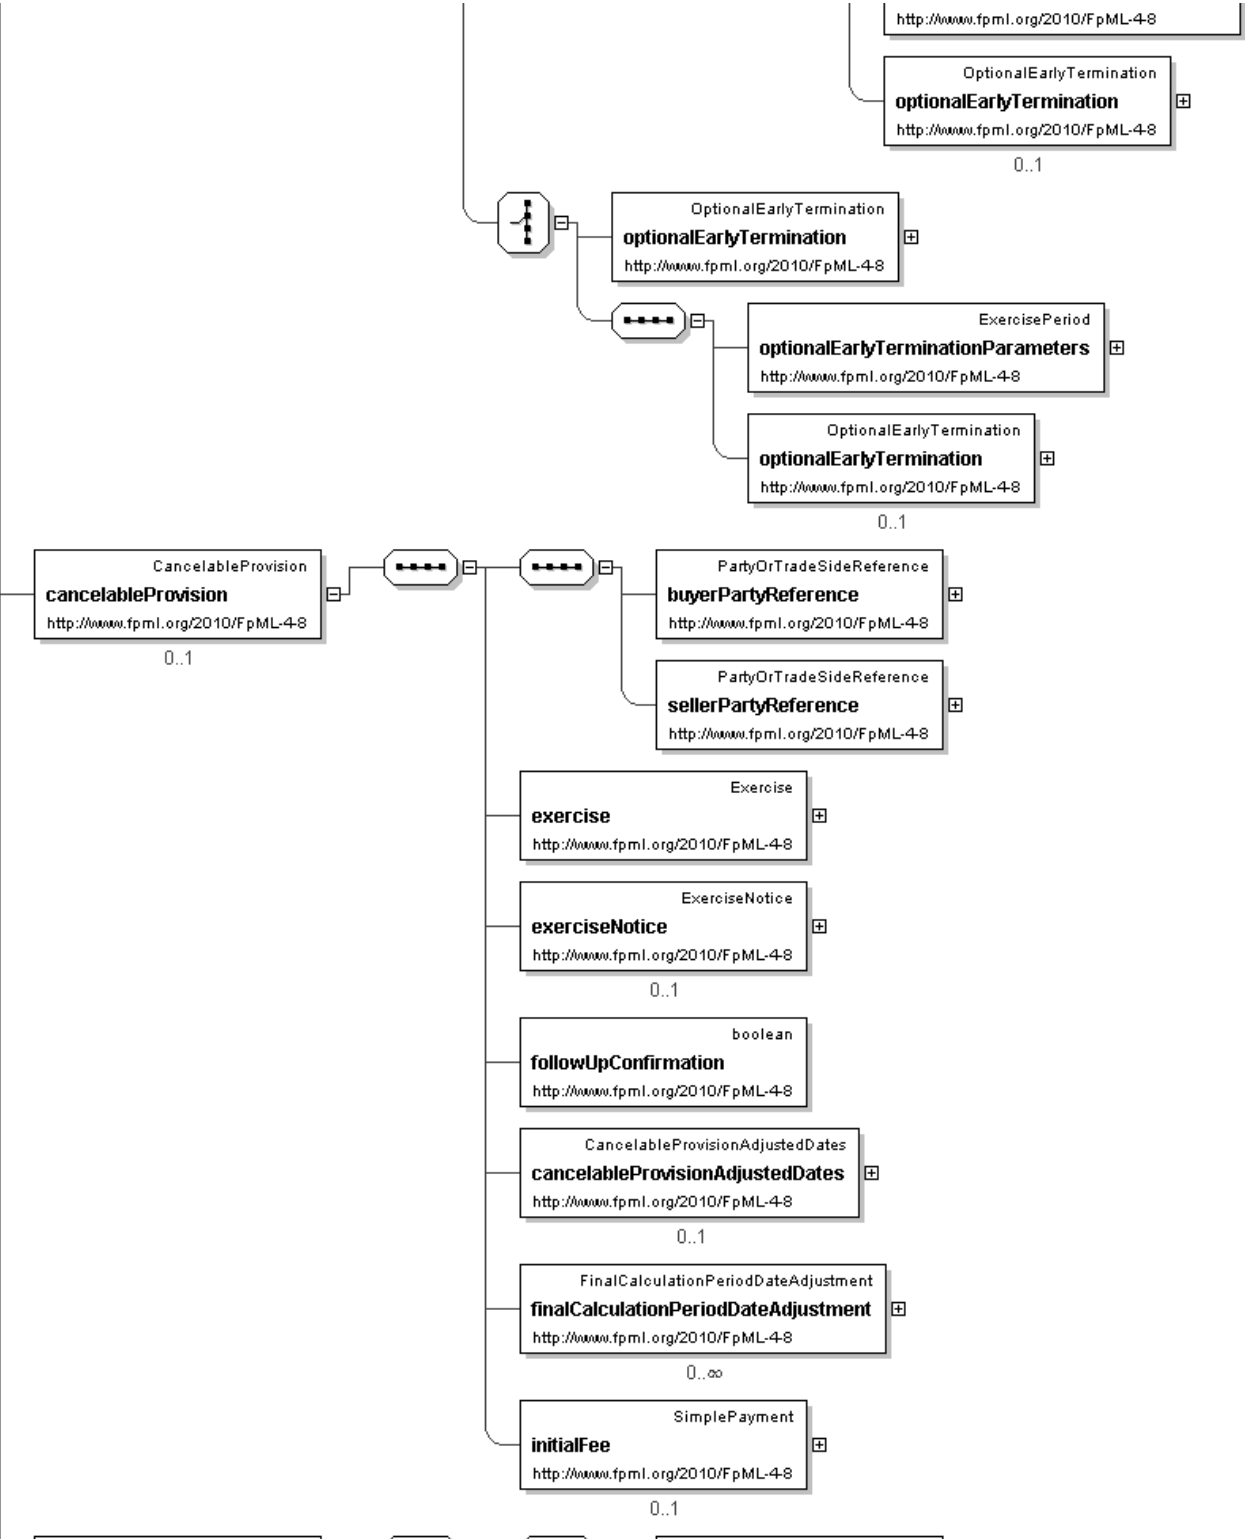 http://www.fpml.org/2010/FpML-4-8
OptionalEarlyTermination
optionalEarlyTermination
http://www.fpml.org/2010/FpML-4-8
0..1
OptionalEarlyTermination
optionalEarlyTermination
http://www.fpml.org/2010/FpML-4-8
ExercisePeriod
optionalEarlyTerminationParameters
http://www.fpml.org/2010/FpML-4-8
OptionalEarlyTermination
optionalEarlyTermination
http://www.fpml.org/2010/FpML-4-8
0..1
CancelableProvision
cancelableProvision
http://www.fpml.org/2010/FpML-4-8
0..1
PartyOrTradeSideReference
buyerPartyReference
http://www.fpml.org/2010/FpML-4-8
PartyOrTradeSideReference
sellerPartyReference
http://www.fpml.org/2010/FpML-4-8
Exercise
exercise
http://www.fpml.org/2010/FpML-4-8
ExerciseNotice
exerciseNotice
http://www.fpml.org/2010/FpML-4-8
0..1
boolean
followUpConfirmation
http://www.fpml.org/2010/FpML-4-8
CancelableProvisionAdjustedDates
cancelableProvisionAdjustedDates
http://www.fpml.org/2010/FpML-4-8
0..1
FinalCalculationPeriodDateAdjustment
finalCalculationPeriodDateAdjustment
http://www.fpml.org/2010/FpML-4-8
0..∞
SimplePayment
initialFee
http://www.fpml.org/2010/FpML-4-8
0..1